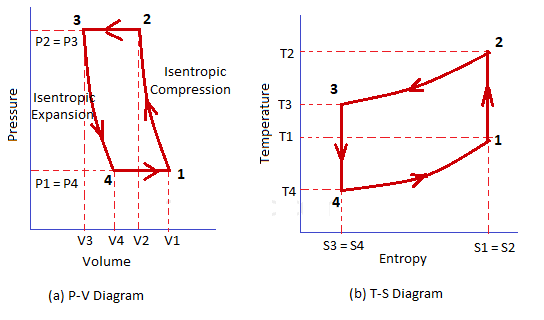 3
2
P2 = P3
Isentropic
Compression
Isentropic
Expansion
Pressure
P1 = P4
4
1
V3
V4
V2
V1
Volume
(a) P-V Diagram
2
T2
3
T3
T1
1
Temperature
T4
4
S3 = S4
S1 = S2
Entropy
(b) T-S Diagram